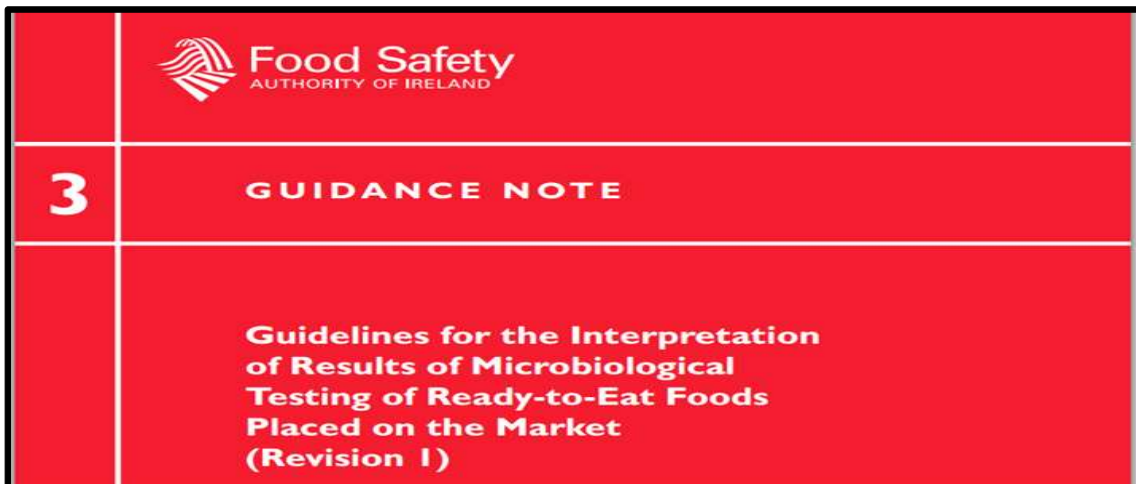 Food Safety
AUTHORITY OF IRELAND
3
GUIDANCE NOTE
Guidelines for the Interpretation
of Results of Microbiological
Testing of Ready-to-Eat Foods
Placed on the Market
(Revision 1)